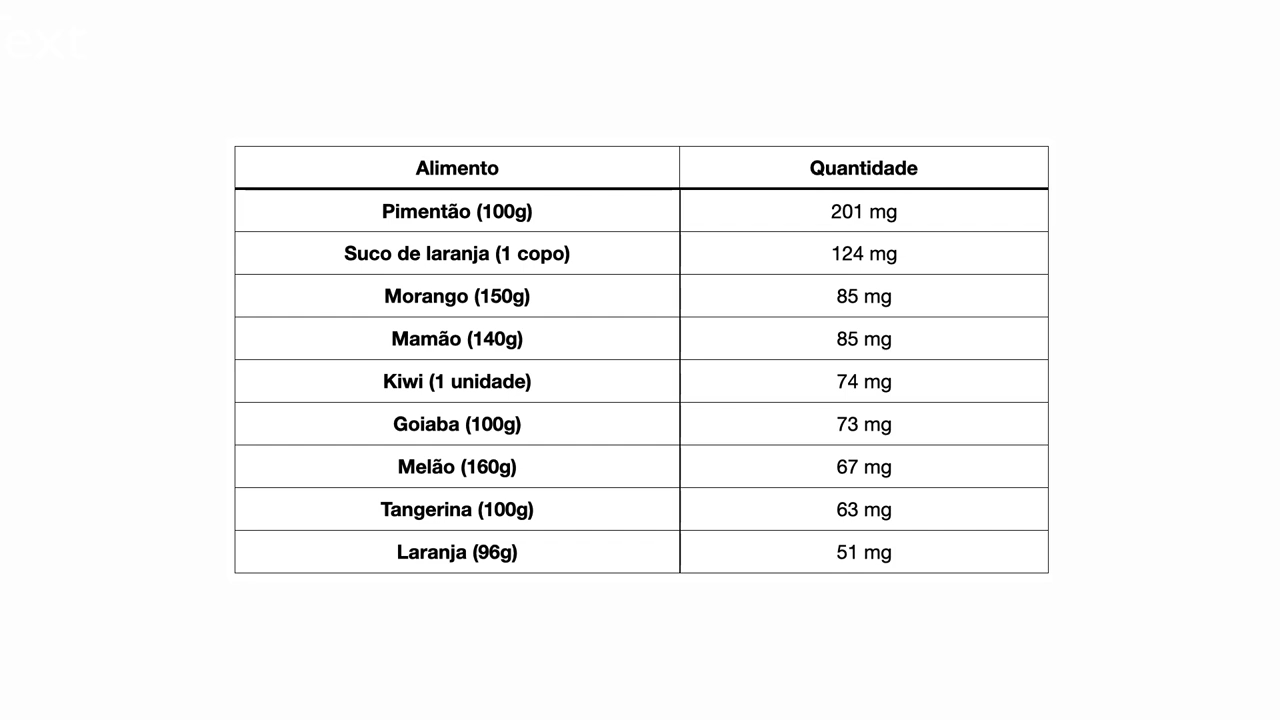 ext
Alimento Quantidade
Pimentão (100g) 201 mg
Suco de laranja (1 copo) 124 mg
Morango (150g) 85 mg
Mamão (140g) 85 mg
Kiwi (1 unidade) 74 mg
Goiaba (100g) 73 mg
Melão (160g) 67 mg
Tangerina (100g) 63 mg
Laranja (96g) 51 mg